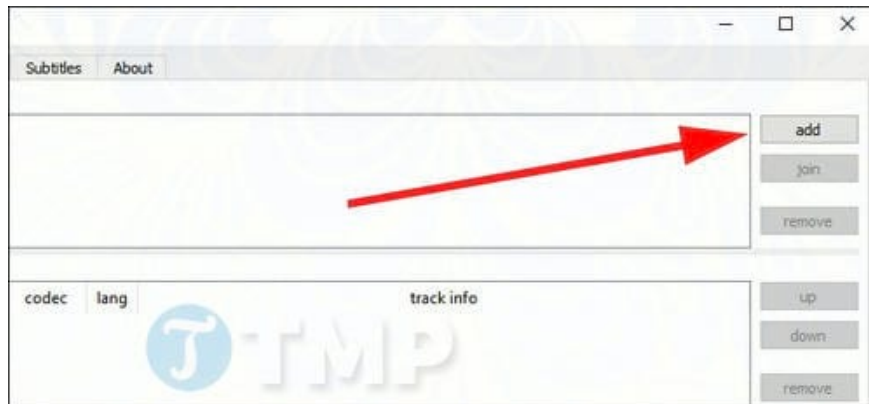 Subtitles About
add
join
remove
codec lang track info
up
down
remove
TMP